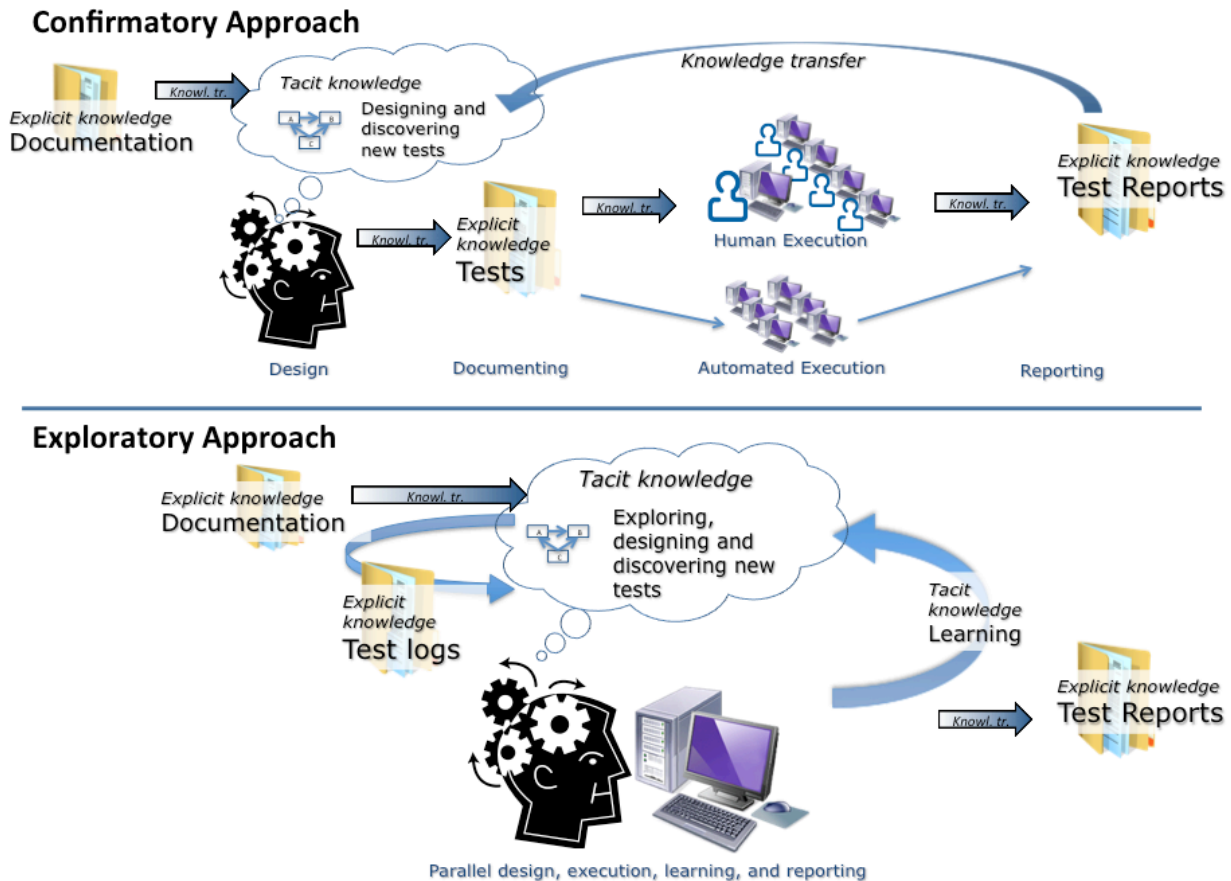 Confirmatory Approach
Explicit knowledge
Documentation
Knowl. tr.
Tacit knowledge
A
B
C
Designing and
discovering
new tests
Knowledge transfer
Knowl. tr.
Explicit
knowledge
Tests
Knowl. tr.
Human Execution
Knowl. tr.
Explicit knowledge
Test Reports
Design
Documenting
Automated Execution
Reporting
Exploratory Approach
Explicit knowledge
Documentation
Knowl. tr.
Tacit knowledge
A
B
C
Exploring,
designing and
discovering new
tests
Explicit
knowledge
Test logs
Tacit
knowledge
Learning
Knowl. tr.
Explicit knowledge
Test Reports
Parallel design, execution, learning, and reporting